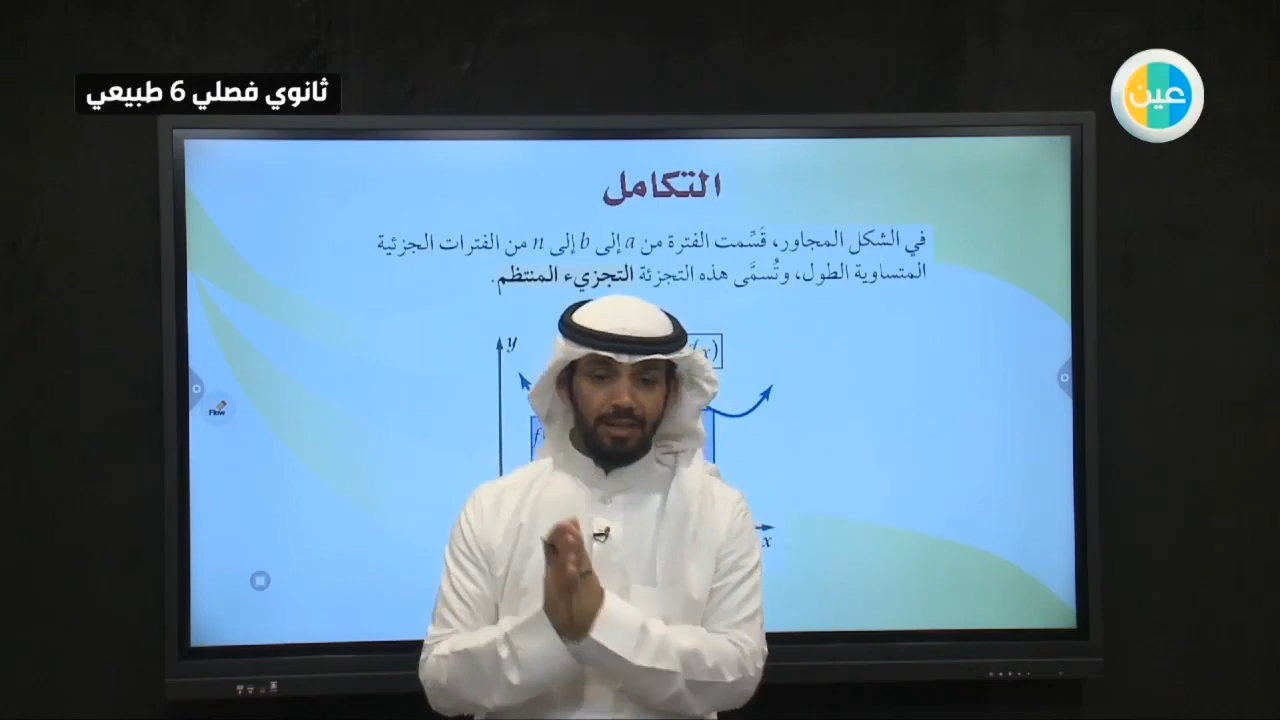 ثانوي فصلي 6 طبيعي
عين
التكامل
في الشكل المجاور، قَسِّمت الفترة من a إلى b إلى n من الفترات الجزئية
المتساوية الطول، وتُسمَّى هذه التجزئة التجزيء المنتظم.
y
(x)
f(
x
Flow